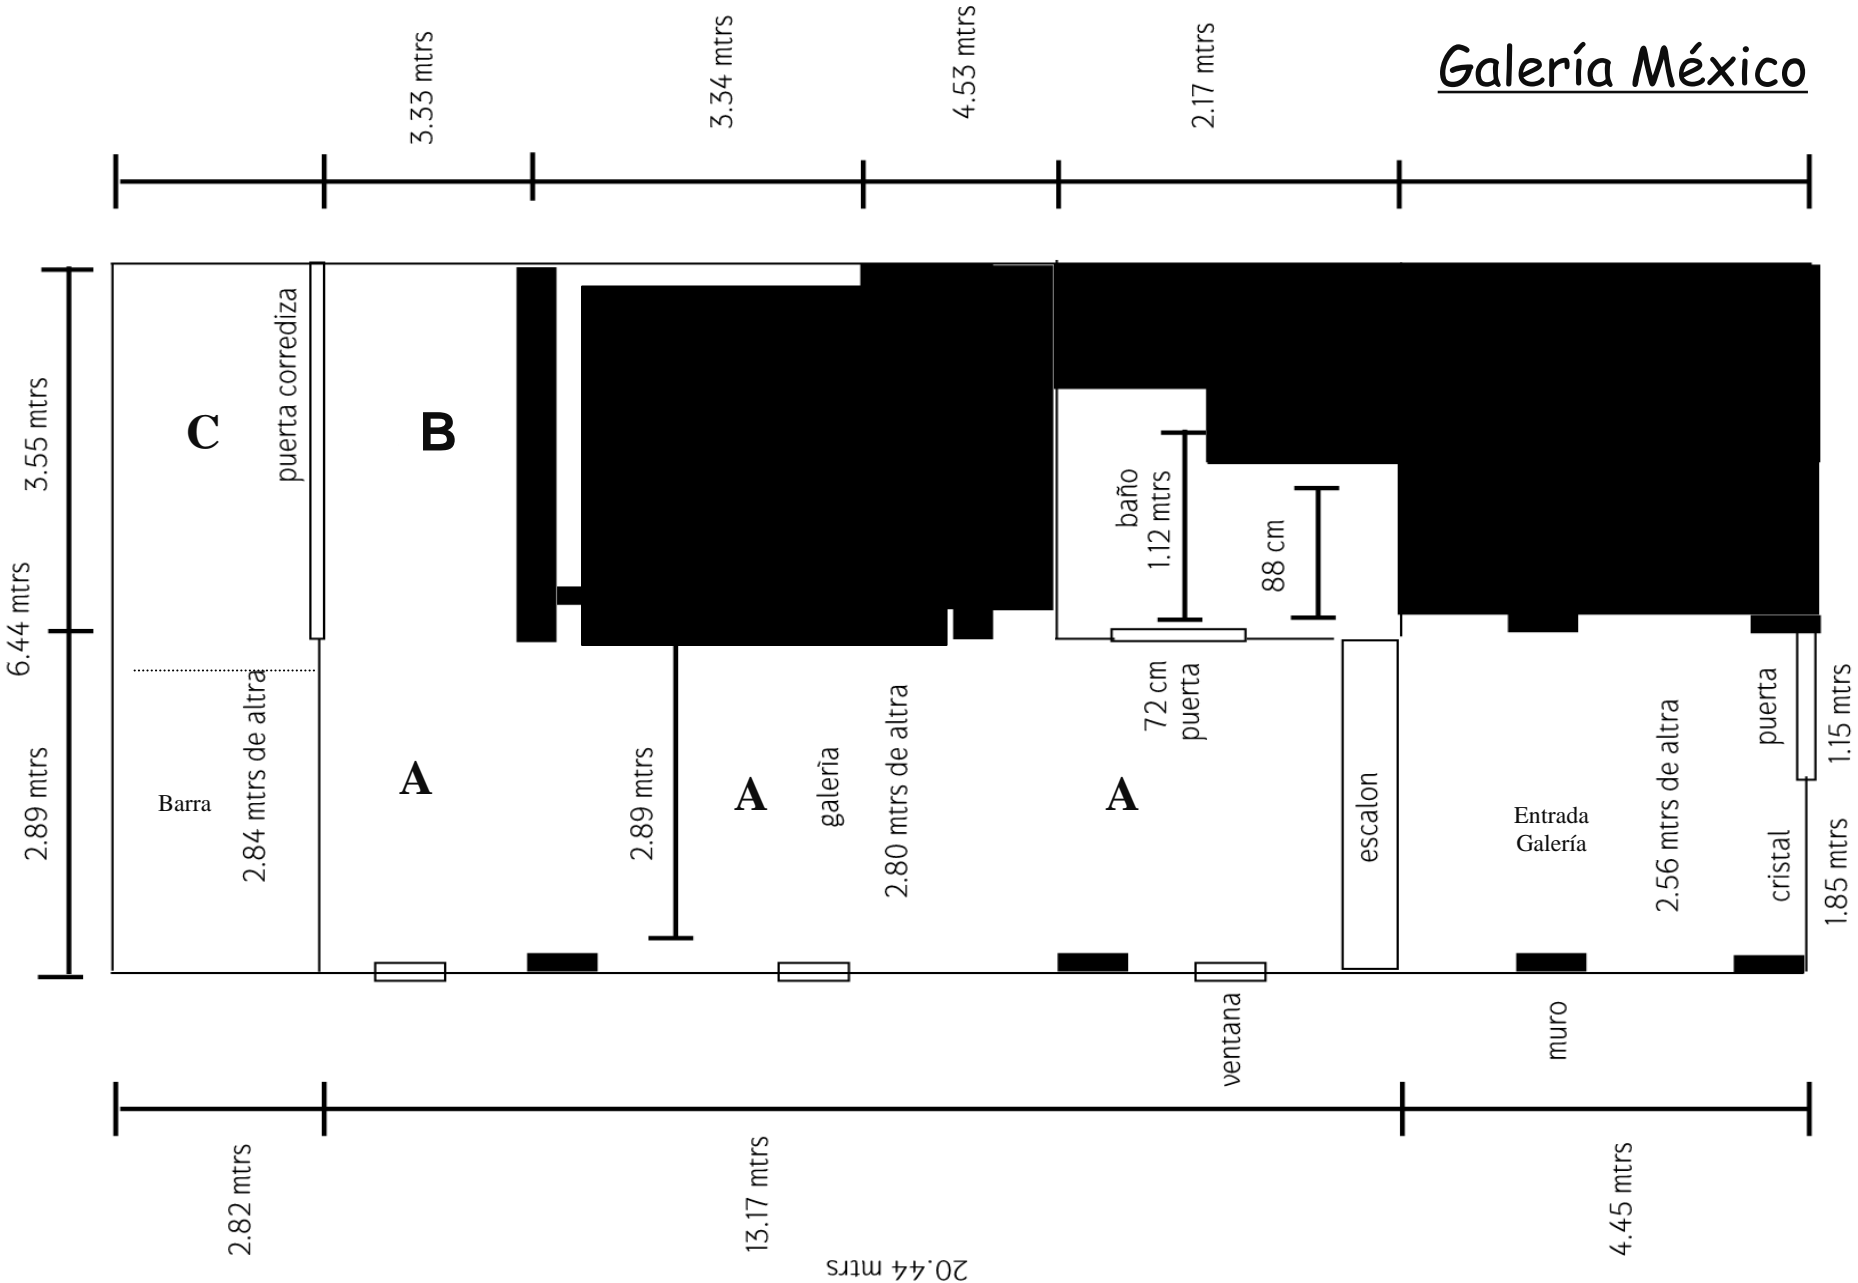 Galería México
3.33 mtrs
3.34 mtrs
4.53 mtrs
2.17 mtrs
3.55 mtrs
6.44 mtrs
2.89 mtrs
C
puerta corrediza
B
baño
1.12 mtrs
88 cm
72 cm
puerta
Barra
2.84 mtrs de altra
A
2.89 mtrs
A
galerìa
2.80 mtrs de altra
A
escalon
Entrada
Galería
2.56 mtrs de altra
puerta
1.15 mtrs
cristal
1.85 mtrs
ventana
muro
2.82 mtrs
13.17 mtrs
4.45 mtrs
20.44 mtrs